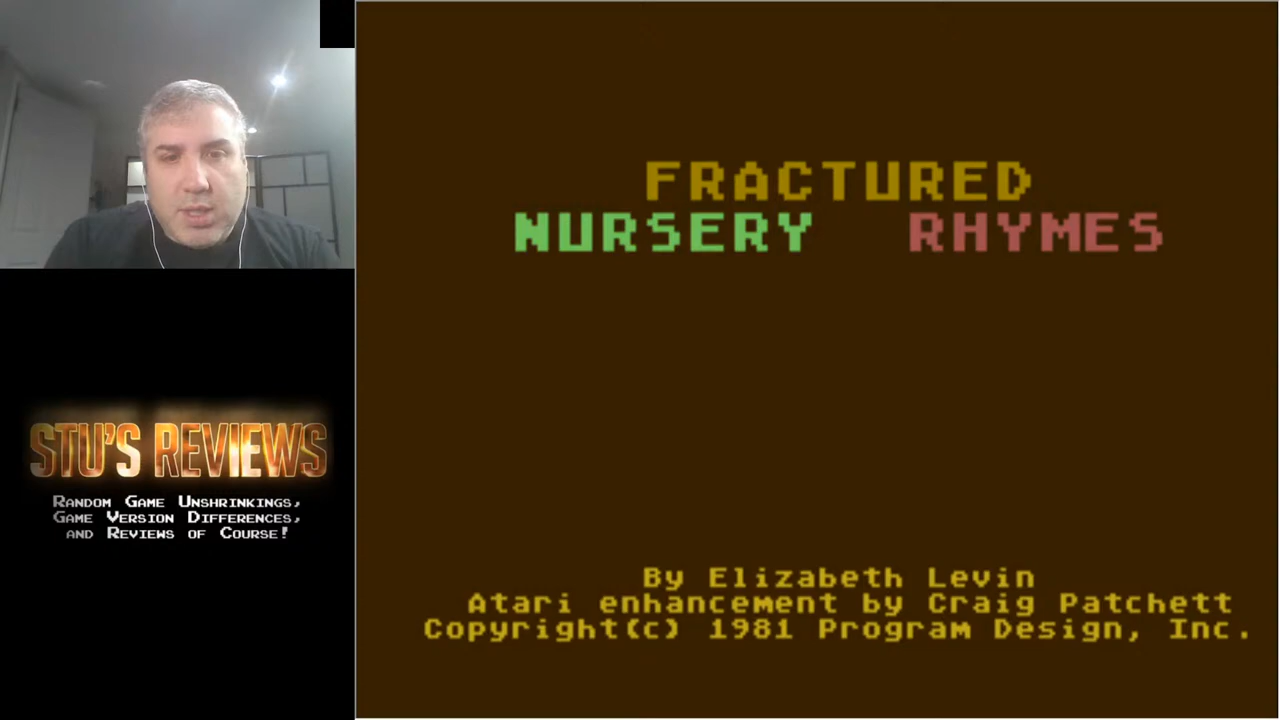 FRACTURED
NURSERY RHYMES
STU'S REVIEWS
RANDOM GAME UNSHRINKINGS,
GAME VERSION DIFFERENCES,
AND REVIEWS OF COURSE!
By Elizabeth Levin
Atari enhancement by Craig Patchett
Copyright(c) 1981 Program Design, Inc.